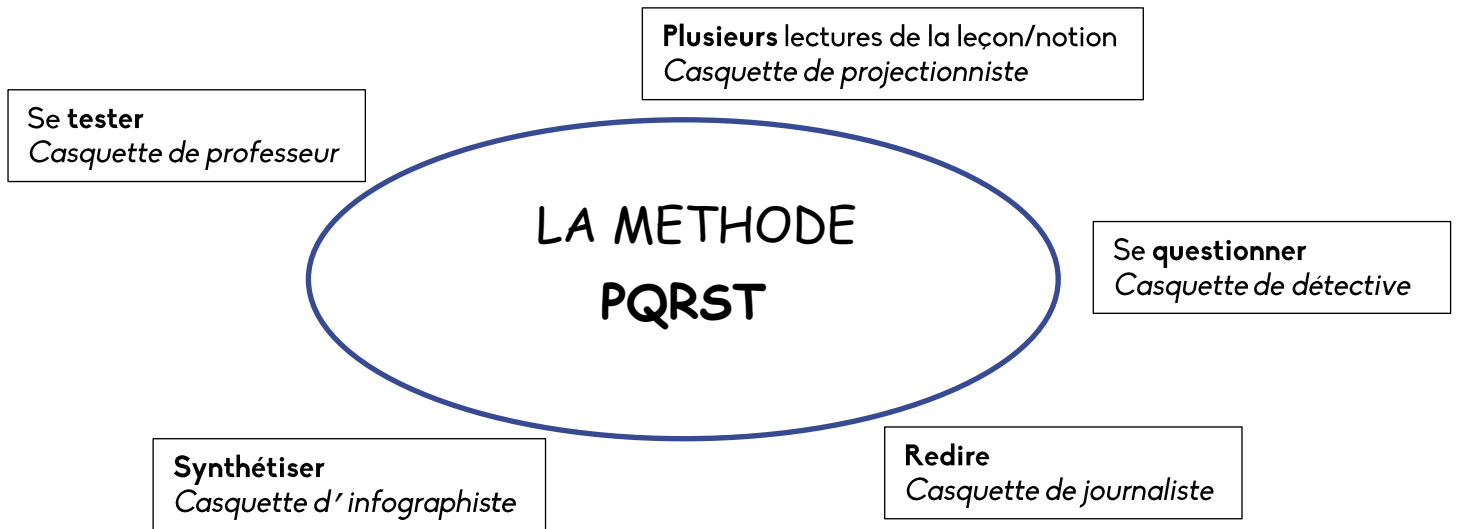 Plusieurs lectures de la leçon/notion
Casquette de projectionniste
Se tester
Casquette de professeur
LA METHODE
PQRST
Se questionner
Casquette de détective
Redire
Casquette de journaliste
Synthétiser
Casquette d’ infographiste